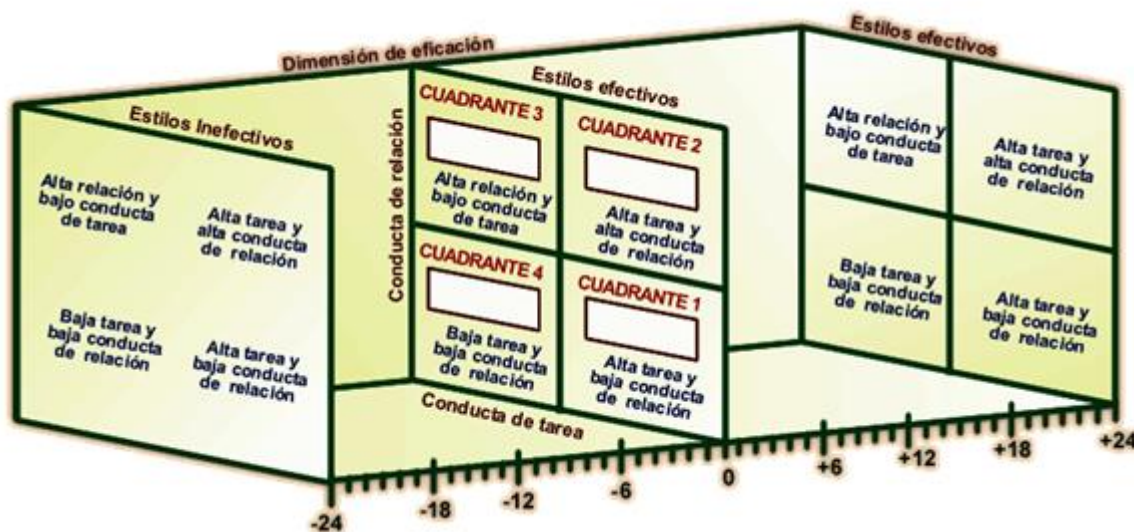 Dimensión de eficación
Estilos Inefectivos
Alta relación y
bajo conducta
de tarea
Alta tarea y
alta conducta
de relación
Baja tarea y
baja conducta
de relación
Alta tarea y
baja conducta
de relación
Conducta de relación
Estilos efectivos
CUADRANTE 3
Alta relación y
bajo conducta
de tarea
CUADRANTE 2
Alta tarea y
alta conducta
de relación
CUADRANTE 4
Baja tarea y
baja conducta
de relación
CUADRANTE 1
Alta tarea y
baja conducta
de relación
Conducta de tarea
Estilos efectivos
Alta relación y
bajo conducta
de tarea
Alta tarea y
alta conducta
de relación
Baja tarea y
baja conducta
de relación
Alta tarea y
baja conducta
de relación
-24
-18
-12
-6
0
+6
+12
+18
+24